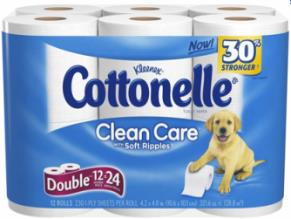 Now!
30%
STRONGER
Kleenex
Cottonelle
Clean Care
with Soft Ripples
Double 12=24
12 ROLLS